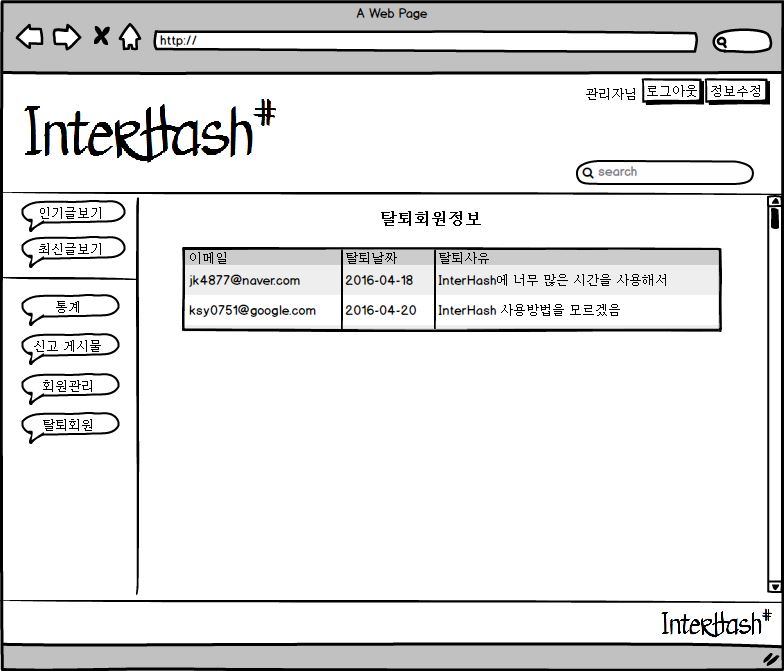 A Web Page
http://
관리자님 로그아웃 정보수정
InterHash#
search
인기글보기
최신글보기
통계
신고 게시물
회원관리
탈퇴회원
탈퇴회원정보
이메일 탈퇴날짜 탈퇴사유
jk4877@naver.com 2016-04-18 InterHash에 너무 많은 시간을 사용해서
ksy0751@google.com 2016-04-20 InterHash 사용방법을 모르겠음
InterHash#